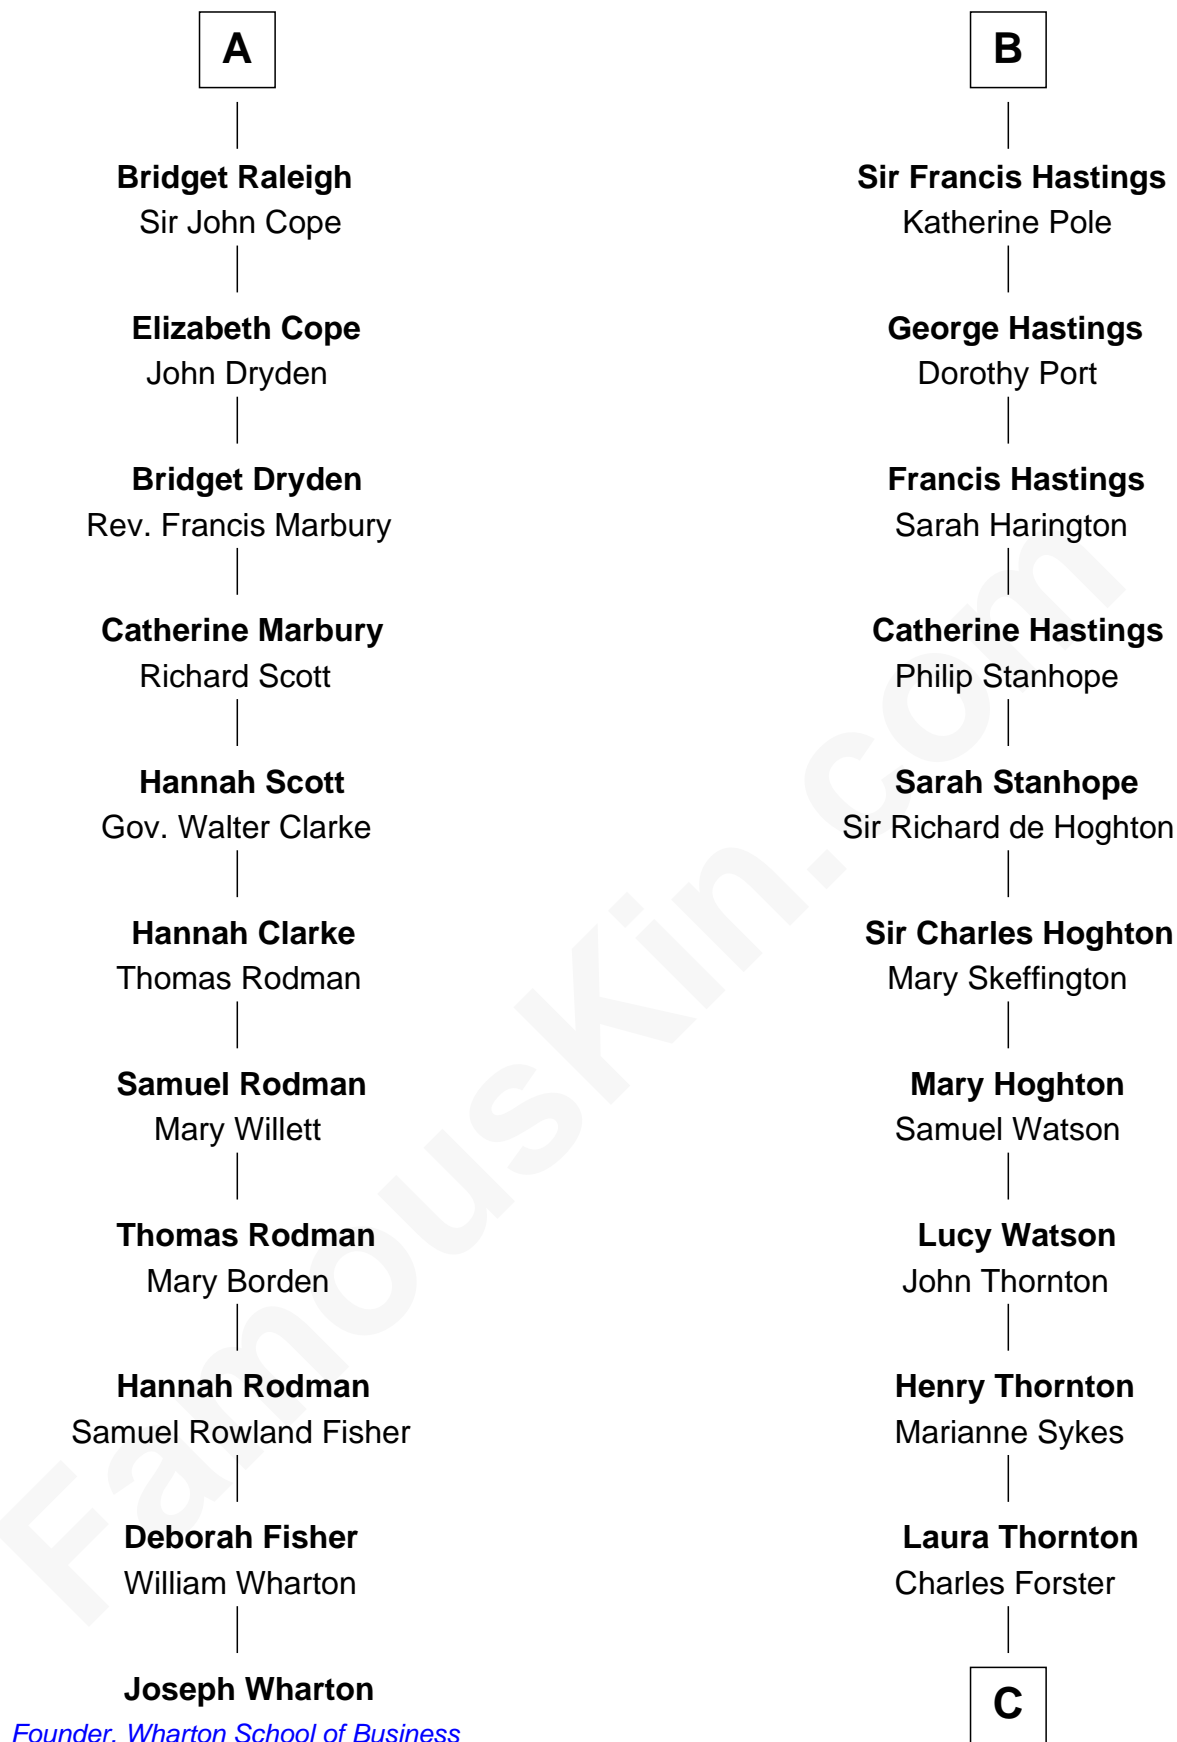 A
Bridget Raleigh
Sir John Cope
Elizabeth Cope
John Dryden
Bridget Dryden
Rev. Francis Marbury
Catherine Marbury
Richard Scott
Hannah Scott
Gov. Walter Clarke
Hannah Clarke
Thomas Rodman
Samuel Rodman
Mary Willett
Thomas Rodman
Mary Borden
Hannah Rodman
Samuel Rowland Fisher
Deborah Fisher
William Wharton
Joseph Wharton
Founder, Wharton School of Business
B
Sir Francis Hastings
Katherine Pole
George Hastings
Dorothy Port
Francis Hastings
Sarah Harington
Catherine Hastings
Philip Stanhope
Sarah Stanhope
Sir Richard de Hoghton
Sir Charles Hoghton
Mary Skeffington
Mary Hoghton
Samuel Watson
Lucy Watson
John Thornton
Henry Thornton
Marianne Sykes
Laura Thornton
Charles Forster
C
FamousKin.com